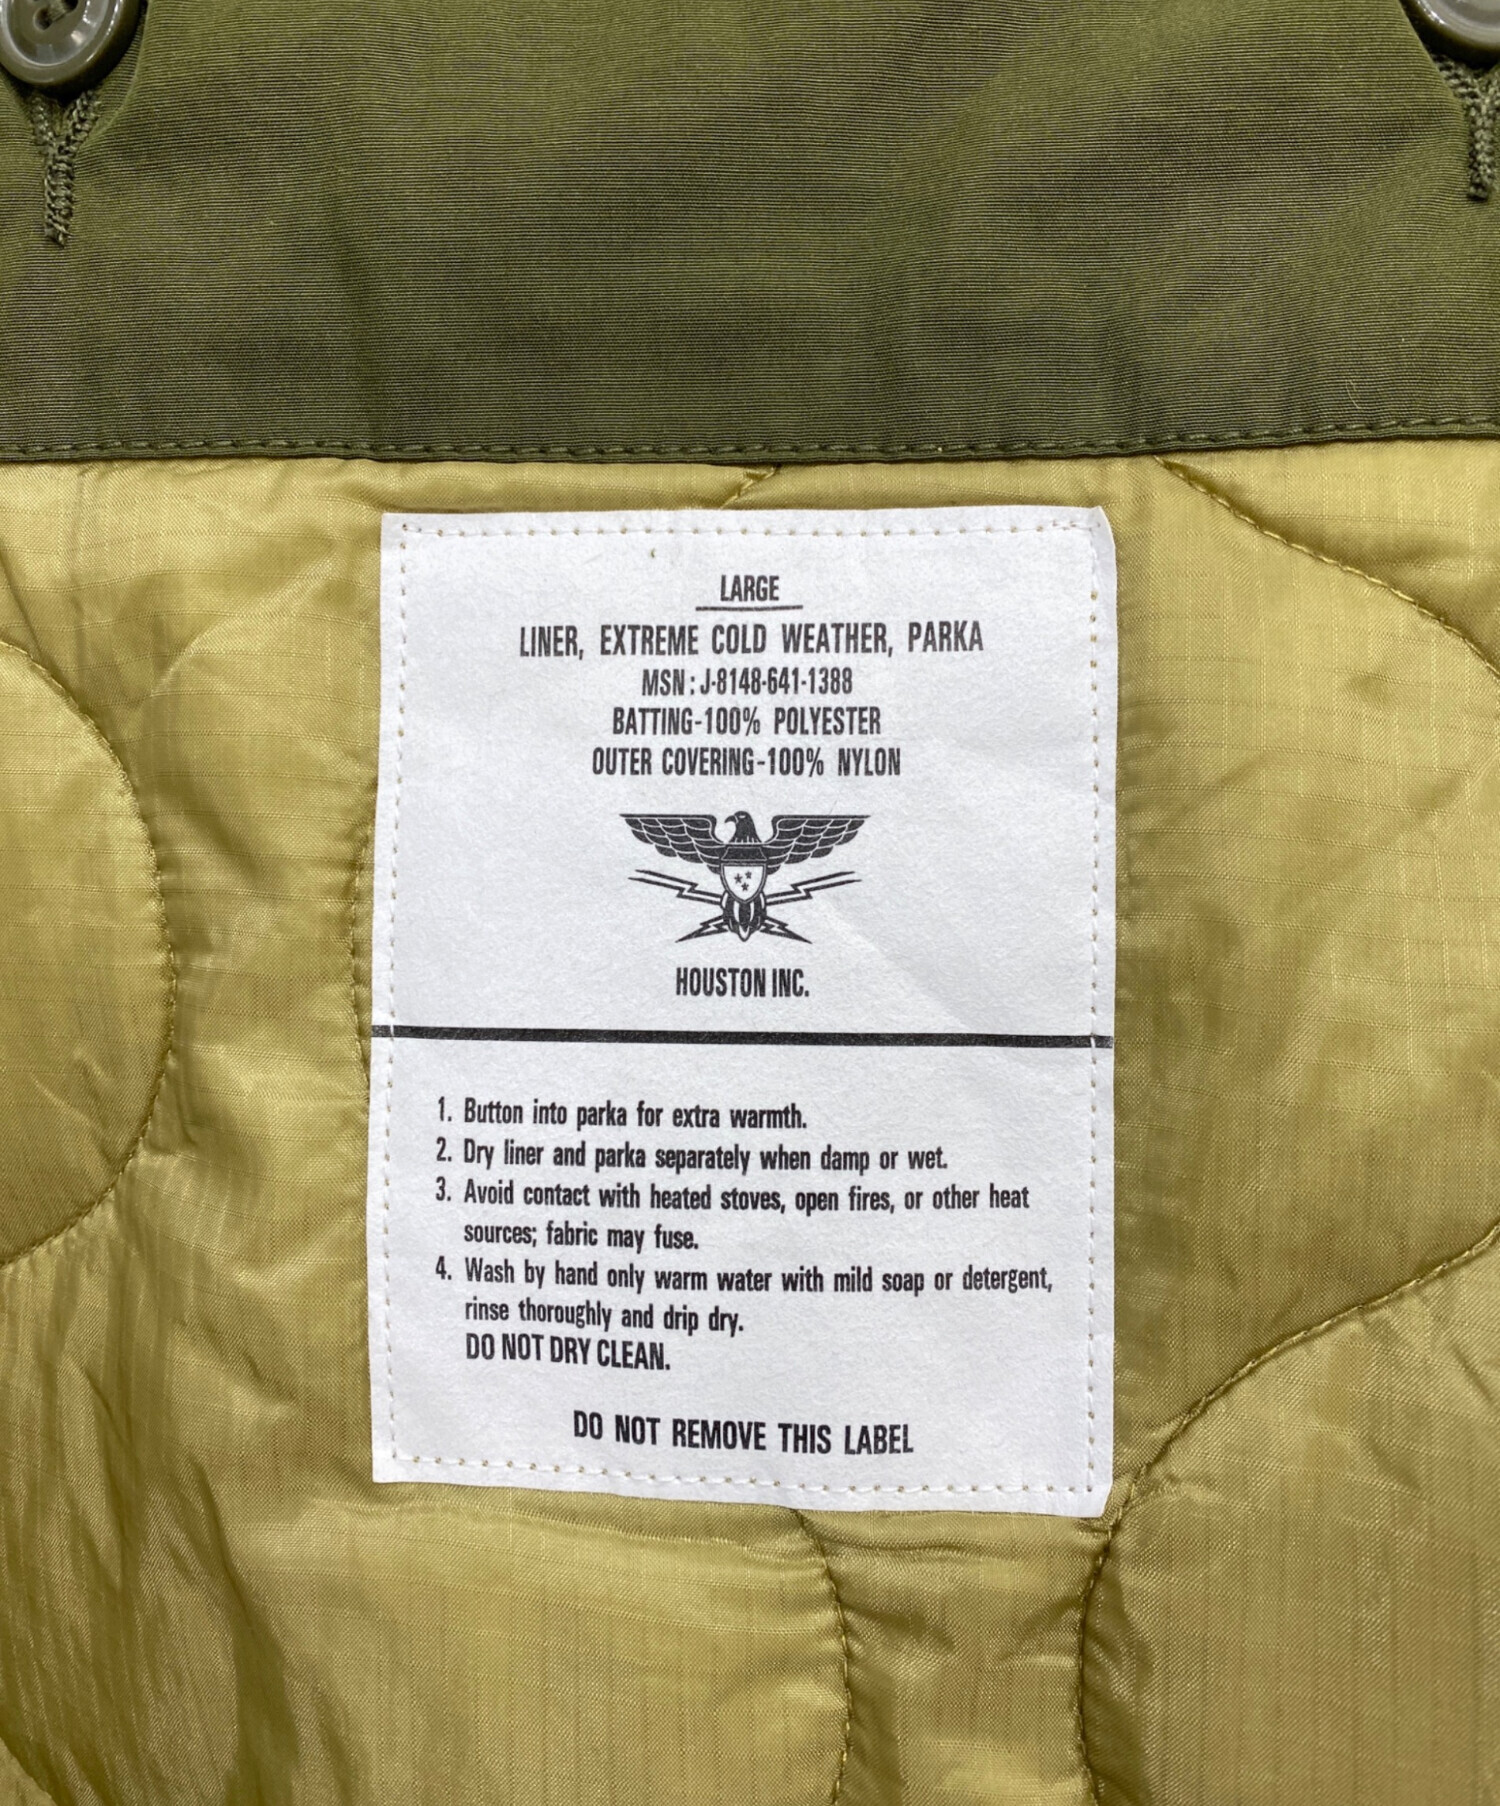 LARGE
LINER, EXTREME COLD WEATHER, PARKA
MSN : J-8148-641-1388
BATTING-100% POLYESTER
OUTER COVERING-100% NYLON
HOUSTON INC.
1. Button into parka for extra warmth.
2. Dry liner and parka separately when damp or wet.
3. Avoid contact with heated stoves, open fires, or other heat
sources; fabric may fuse.
4. Wash by hand only warm water with mild soap or detergent,
rinse thoroughly and drip dry.
DO NOT DRY CLEAN.
DO NOT REMOVE THIS LABEL